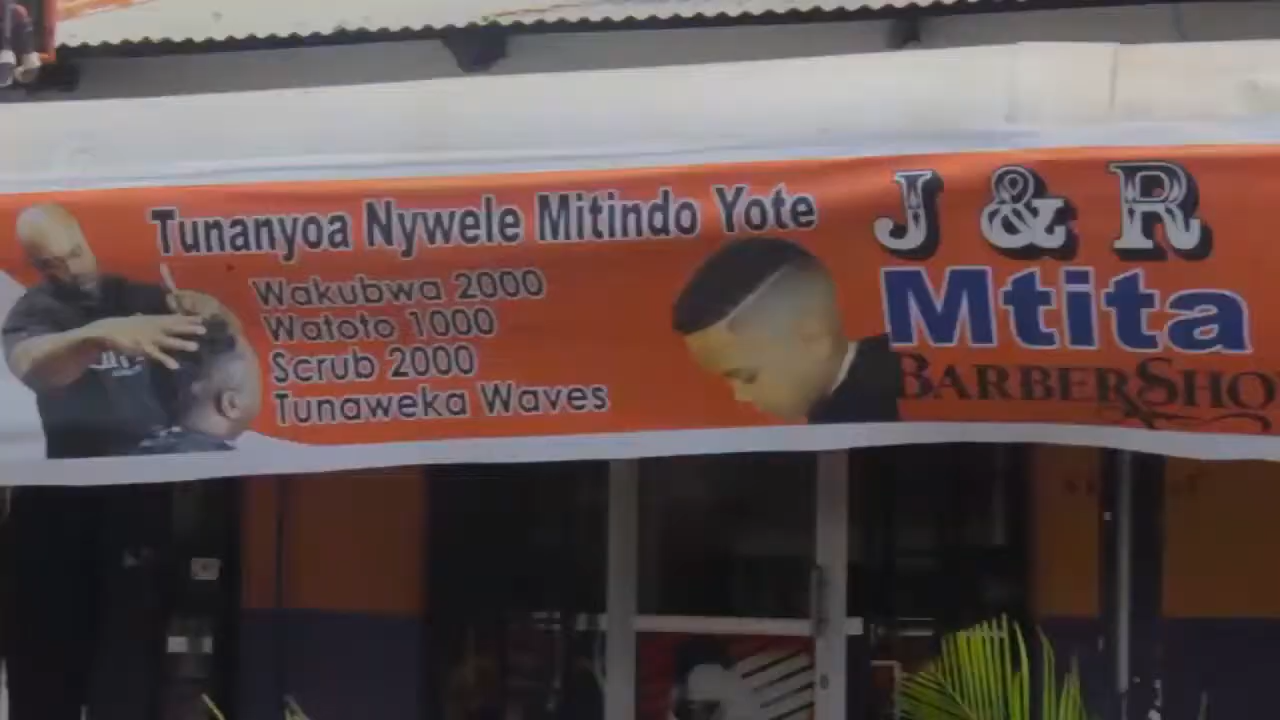 Tunanyoa Nywele Mitindo Yote
Wakubwa 2000
Watoto 1000
Scrub 2000
Tunaweka Waves
J & R
Mtita
BARBERSHO